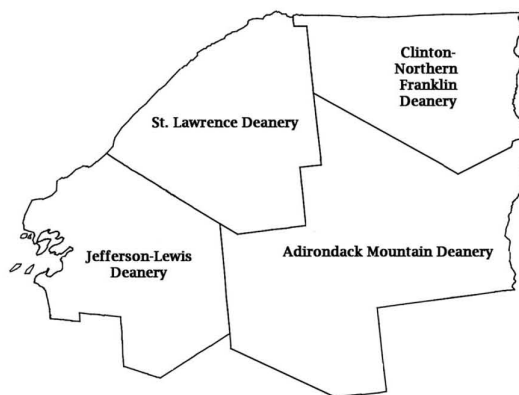 Clinton-
Northern
Franklin
Deanery
St. Lawrence Deanery
Jefferson-Lewis
Deanery
Adirondack Mountain Deanery